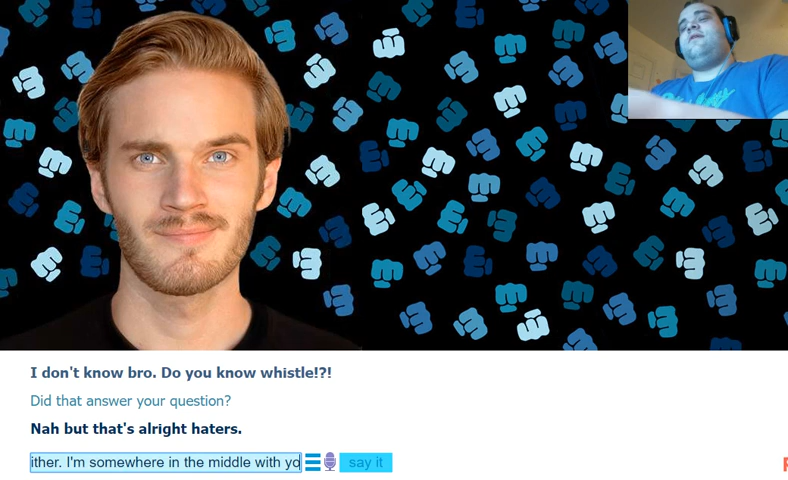 I don't know bro. Do you know whistle!?!
Did that answer your question?
Nah but that's alright haters.
ither. I'm somewhere in the middle with yo
say it